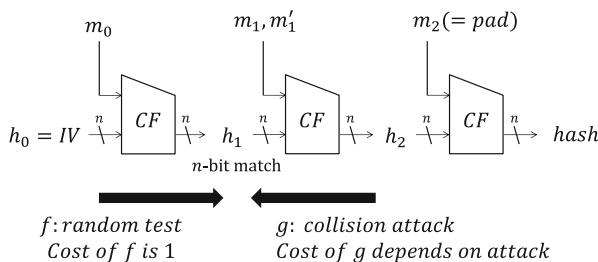 m₀ m₁, m₁′ m₂(= pad)
n CF n n CF n n CF n
h₀ = IV h₁ h₂ hash
n-bit match
f: random test g: collision attack
Cost of f is 1 Cost of g depends on attack